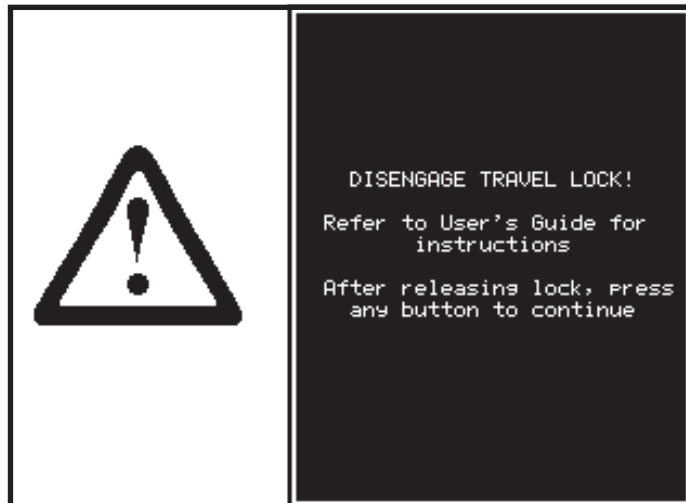 DISENGAGE TRAVEL LOCK!
Refer to User's Guide for
instructions
After releasing lock, press
any button to continue